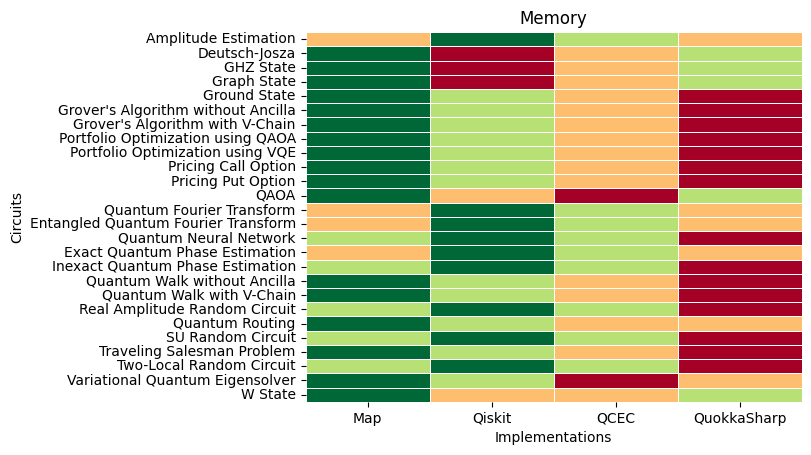 Memory
Circuits
Amplitude Estimation
Deutsch-Josza
GHZ State
Graph State
Ground State
Grover's Algorithm without Ancilla
Grover's Algorithm with V-Chain
Portfolio Optimization using QAOA
Portfolio Optimization using VQE
Pricing Call Option
Pricing Put Option
QAOA
Quantum Fourier Transform
Entangled Quantum Fourier Transform
Quantum Neural Network
Exact Quantum Phase Estimation
Inexact Quantum Phase Estimation
Quantum Walk without Ancilla
Quantum Walk with V-Chain
Real Amplitude Random Circuit
Quantum Routing
SU Random Circuit
Traveling Salesman Problem
Two-Local Random Circuit
Variational Quantum Eigensolver
W State
Map Qiskit QCEC QuokkaSharp
Implementations